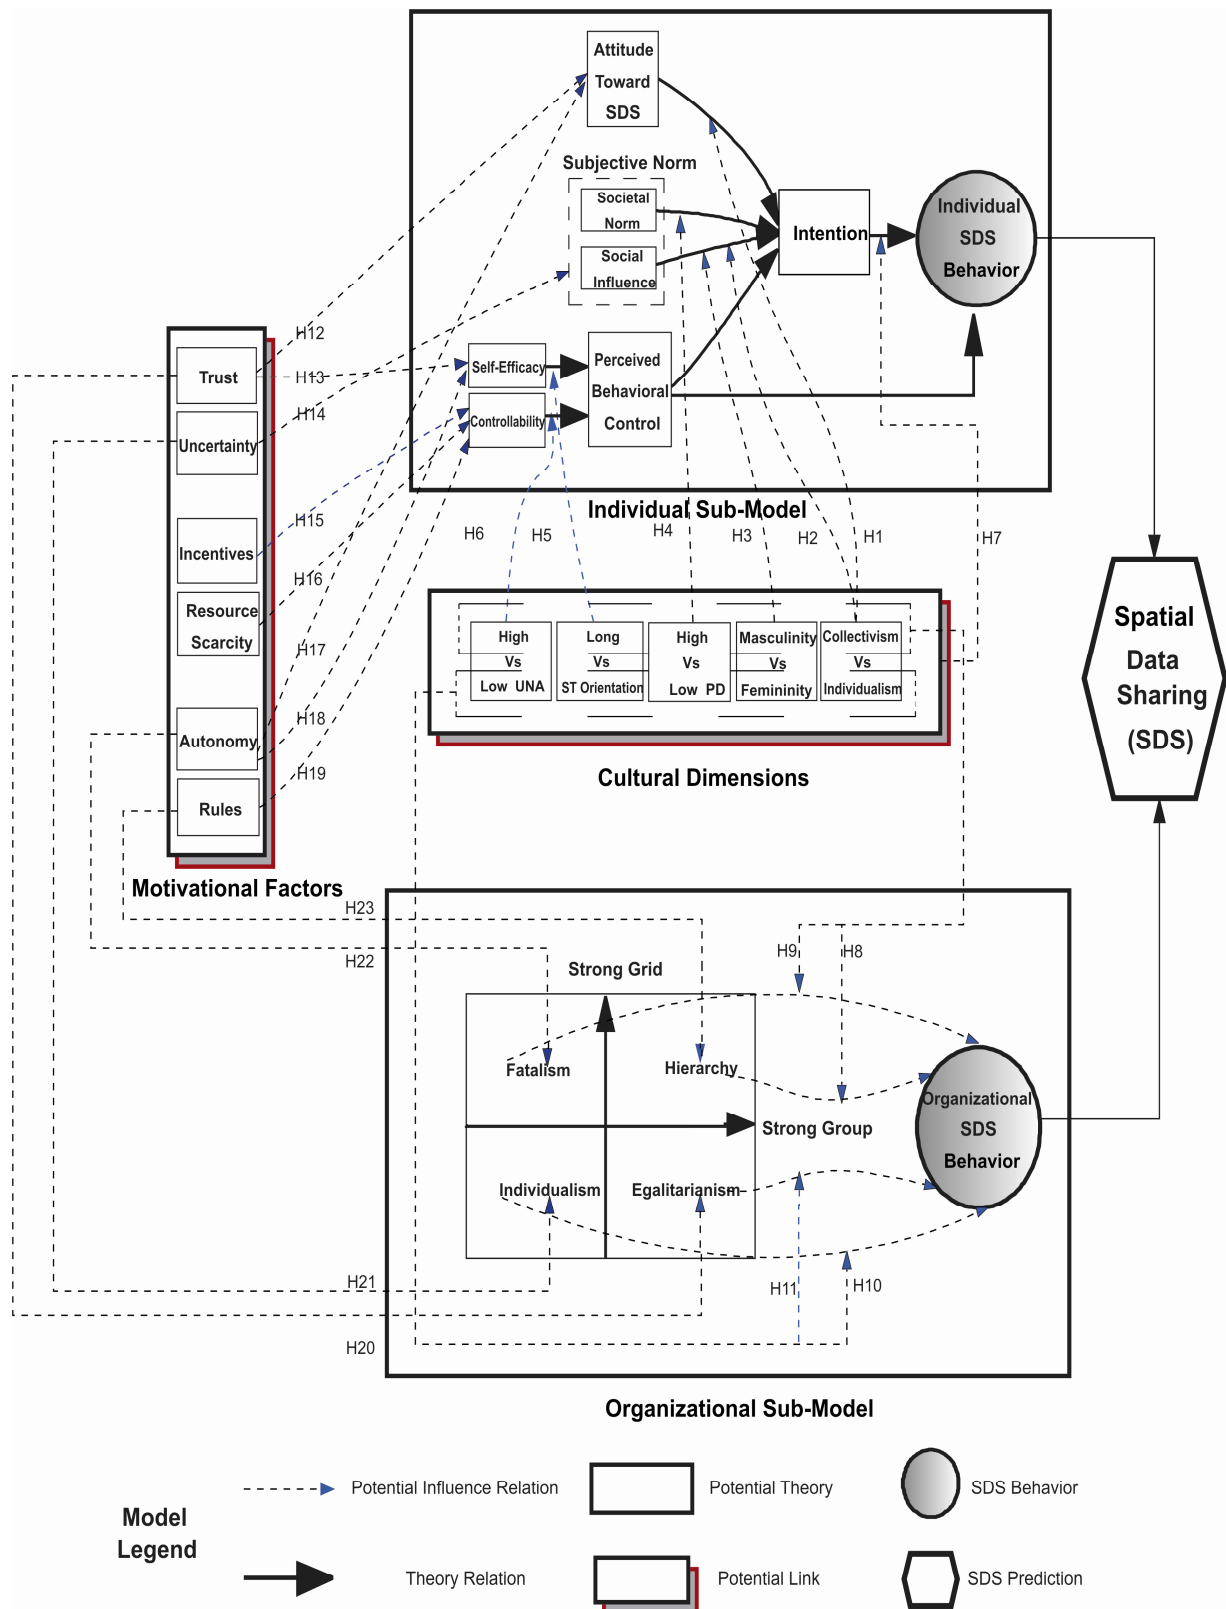 Attitude
Toward
SDS
Subjective Norm
Societal
Norm
Social
Influence
Intention
Individual
SDS
Behavior
Self-Efficacy
Controllability
Perceived
Behavioral
Control
Individual Sub-Model
H12
H13
H14
H15
H16
H17
H18
H19
Trust
Uncertainty
Incentives
Resource
Scarcity
Autonomy
Rules
Motivational Factors
H6
H5
H4
H3
H2
H1
H7
High
Vs
Low UNA
Long
Vs
ST Orientation
High
Vs
Low PD
Masculinity
Vs
Femininity
Collectivism
Vs
Individualism
Cultural Dimensions
Spatial
Data
Sharing
(SDS)
H23
H22
H9
H8
Strong Grid
Fatalism
Hierarchy
Strong Group
Individualism
Egalitarianism
Organizational
SDS
Behavior
H21
H20
H11
H10
Organizational Sub-Model
Model
Legend
Potential Influence Relation
Potential Theory
SDS Behavior
Theory Relation
Potential Link
SDS Prediction